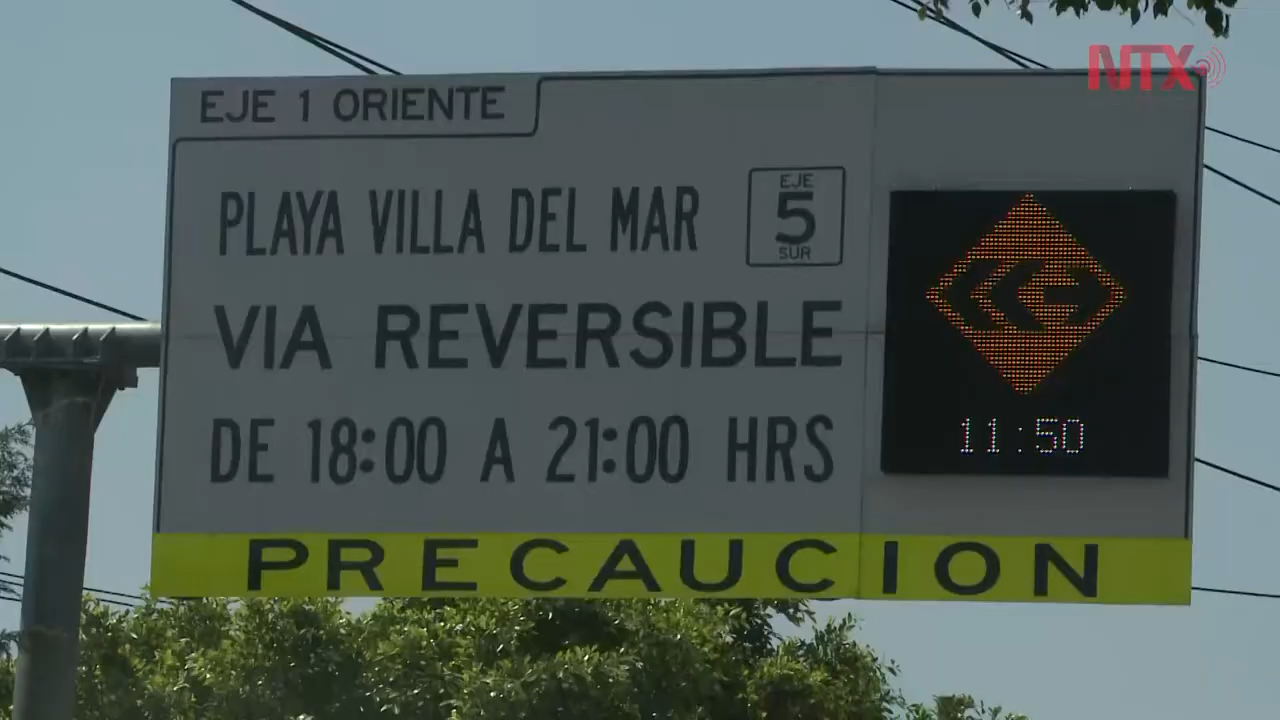 NTX
EJE 1 ORIENTE
PLAYA VILLA DEL MAR
EJE
5
SUR
VIA REVERSIBLE
DE 18:00 A 21:00 HRS
11:50
PRECAUCION